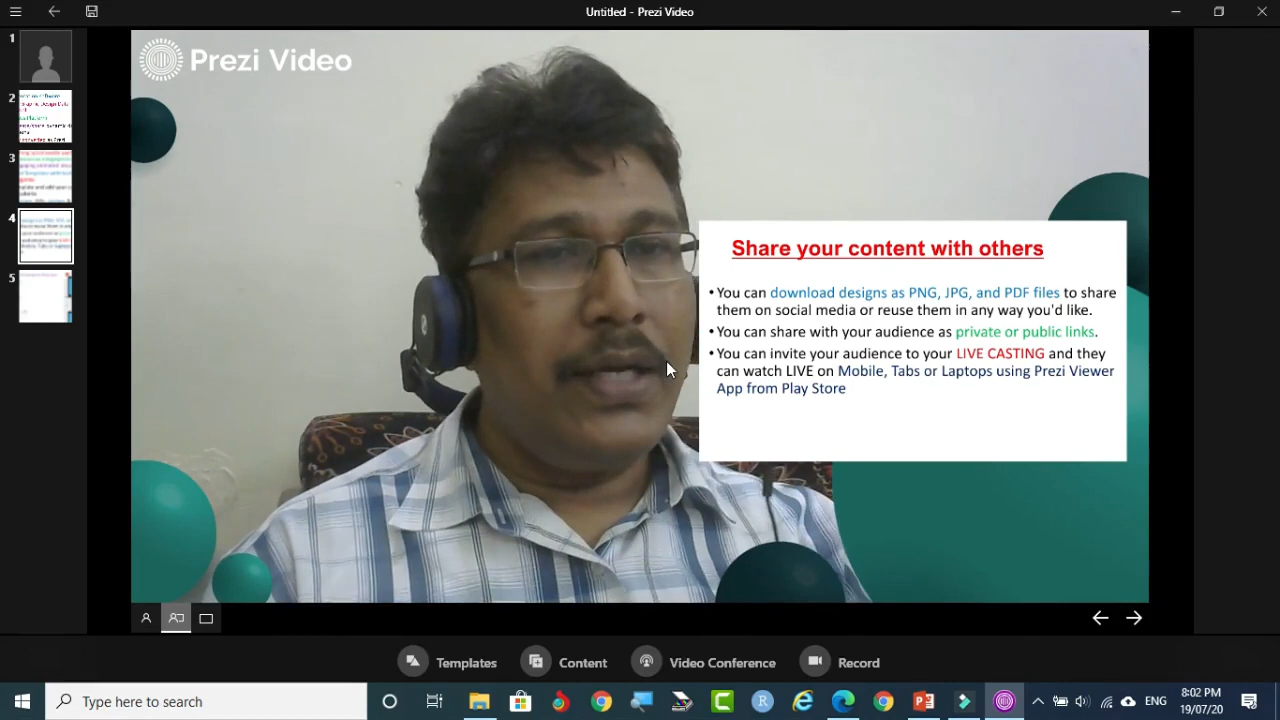 Untitled - Prezi Video
Prezi Video
1
2
3
4
5
Share your content with others
• You can download designs as PNG, JPG, and PDF files to share
them on social media or reuse them in any way you'd like.
• You can share with your audience as private or public links.
• You can invite your audience to your LIVE CASTING and they
can watch LIVE on Mobile, Tabs or Laptops using Prezi Viewer
App from Play Store
Templates
Content
Video Conference
Record
Type here to search
ENG
8:02 PM
19/07/20